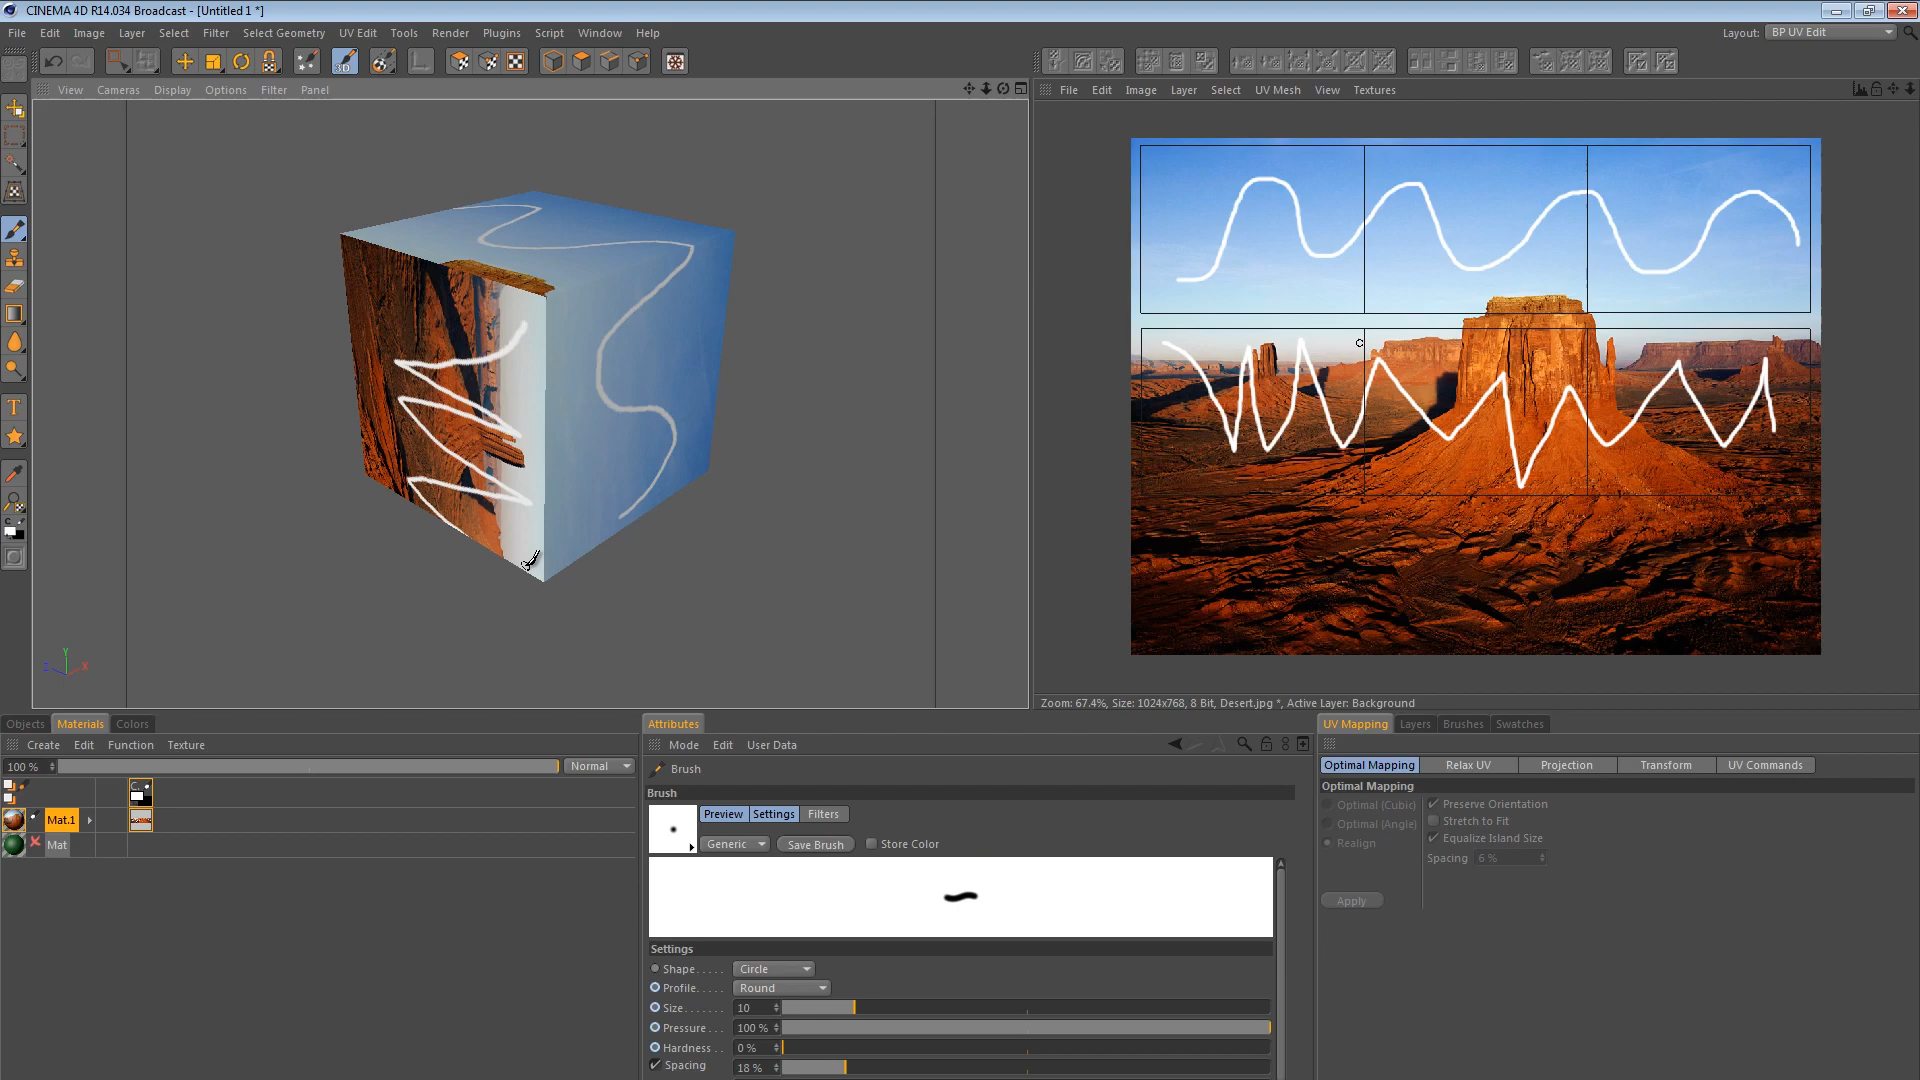 CINEMA 4D R14.034 Broadcast - [Untitled 1 *]
File Edit Image Layer Select Filter Select Geometry UV Edit Tools Render Plugins Script Window Help
Layout: BP UV Edit
3D
View Cameras Display Options Filter Panel
File Edit Image Layer Select UV Mesh View Textures
T
C
Y
Z X
Zoom: 67.4%, Size: 1024x768, 8 Bit, Desert.jpg *, Active Layer: Background
Objects Materials Colors
Create Edit Function Texture
100 % Normal
C
Mat.1
Mat
Attributes
Mode Edit User Data
Brush
Brush
Preview Settings Filters
Generic Save Brush Store Color
Settings
Shape..... Circle
Profile..... Round
Size....... 10
Pressure... 100 %
Hardness.. 0 %
Spacing 18 %
UV Mapping Layers Brushes Swatches
Optimal Mapping Relax UV Projection Transform UV Commands
Optimal Mapping
Optimal (Cubic) Preserve Orientation
Optimal (Angle) Stretch to Fit
Realign Equalize Island Size
Spacing 6 %
Apply